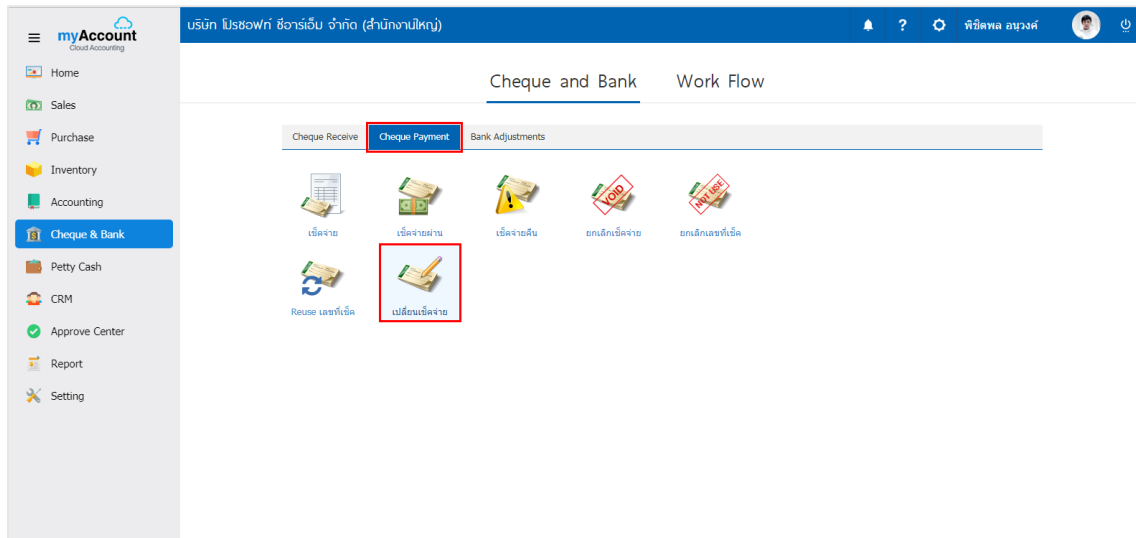 myAccount
Cloud Accounting
บริษัท โปรซอฟท์ ซีอาร์เอ็ม จำกัด (สำนักงานใหญ่)
?
พิชิตพล อนุวงค์
Home
Sales
Purchase
Inventory
Accounting
Cheque & Bank
Petty Cash
CRM
Approve Center
Report
Setting
Cheque and Bank
Work Flow
Cheque Receive
Cheque Payment
Bank Adjustments
VOID
NOT USE
เช็คจ่าย
เช็คจ่ายผ่าน
เช็คจ่ายคืน
ยกเลิกเช็คจ่าย
ยกเลิกเลขที่เช็ค
Reuse เลขที่เช็ค
เปลี่ยนเช็คจ่าย